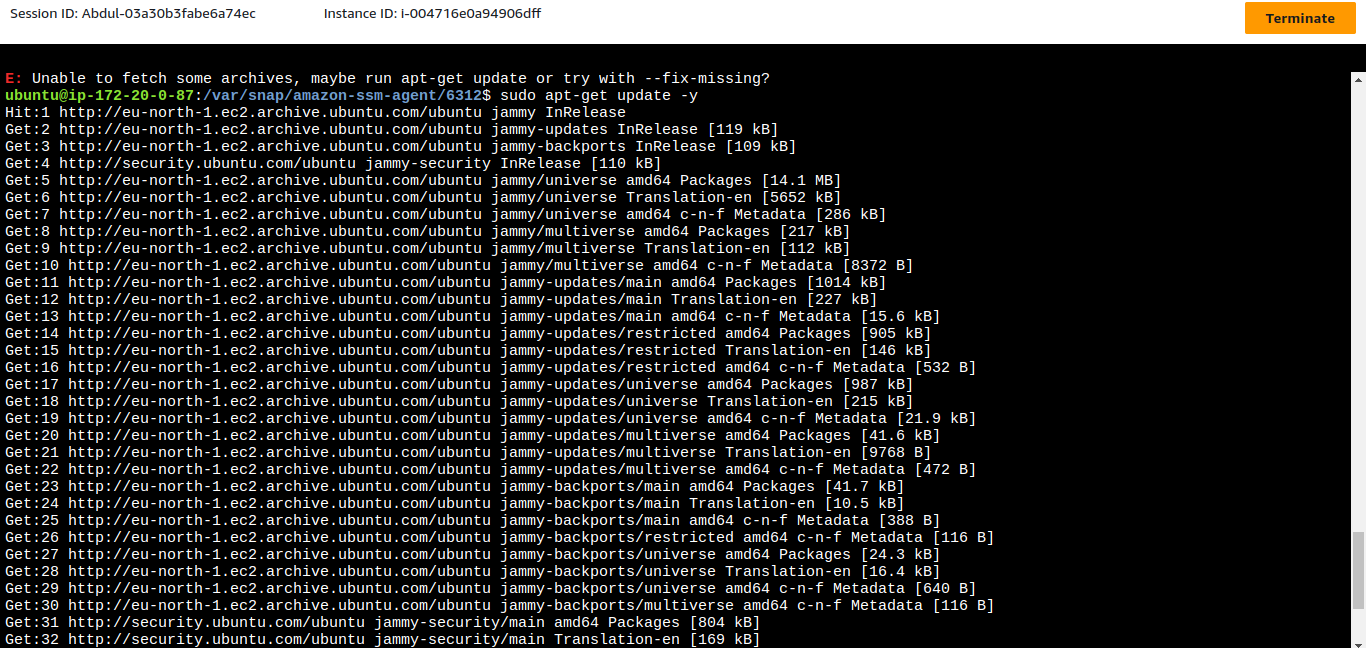 Session ID: Abdul-03a30b3fabe6a74ec Instance ID: i-004716e0a94906dff Terminate
E: Unable to fetch some archives, maybe run apt-get update or try with --fix-missing?
ubuntu@ip-172-20-0-87:/var/snap/amazon-ssm-agent/6312$ sudo apt-get update -y
Hit:1 http://eu-north-1.ec2.archive.ubuntu.com/ubuntu jammy InRelease
Get:2 http://eu-north-1.ec2.archive.ubuntu.com/ubuntu jammy-updates InRelease [119 kB]
Get:3 http://eu-north-1.ec2.archive.ubuntu.com/ubuntu jammy-backports InRelease [109 kB]
Get:4 http://security.ubuntu.com/ubuntu jammy-security InRelease [110 kB]
Get:5 http://eu-north-1.ec2.archive.ubuntu.com/ubuntu jammy/universe amd64 Packages [14.1 MB]
Get:6 http://eu-north-1.ec2.archive.ubuntu.com/ubuntu jammy/universe Translation-en [5652 kB]
Get:7 http://eu-north-1.ec2.archive.ubuntu.com/ubuntu jammy/universe amd64 c-n-f Metadata [286 kB]
Get:8 http://eu-north-1.ec2.archive.ubuntu.com/ubuntu jammy/multiverse amd64 Packages [217 kB]
Get:9 http://eu-north-1.ec2.archive.ubuntu.com/ubuntu jammy/multiverse Translation-en [112 kB]
Get:10 http://eu-north-1.ec2.archive.ubuntu.com/ubuntu jammy/multiverse amd64 c-n-f Metadata [8372 B]
Get:11 http://eu-north-1.ec2.archive.ubuntu.com/ubuntu jammy-updates/main amd64 Packages [1014 kB]
Get:12 http://eu-north-1.ec2.archive.ubuntu.com/ubuntu jammy-updates/main Translation-en [227 kB]
Get:13 http://eu-north-1.ec2.archive.ubuntu.com/ubuntu jammy-updates/main amd64 c-n-f Metadata [15.6 kB]
Get:14 http://eu-north-1.ec2.archive.ubuntu.com/ubuntu jammy-updates/restricted amd64 Packages [905 kB]
Get:15 http://eu-north-1.ec2.archive.ubuntu.com/ubuntu jammy-updates/restricted Translation-en [146 kB]
Get:16 http://eu-north-1.ec2.archive.ubuntu.com/ubuntu jammy-updates/restricted amd64 c-n-f Metadata [532 B]
Get:17 http://eu-north-1.ec2.archive.ubuntu.com/ubuntu jammy-updates/universe amd64 Packages [987 kB]
Get:18 http://eu-north-1.ec2.archive.ubuntu.com/ubuntu jammy-updates/universe Translation-en [215 kB]
Get:19 http://eu-north-1.ec2.archive.ubuntu.com/ubuntu jammy-updates/universe amd64 c-n-f Metadata [21.9 kB]
Get:20 http://eu-north-1.ec2.archive.ubuntu.com/ubuntu jammy-updates/multiverse amd64 Packages [41.6 kB]
Get:21 http://eu-north-1.ec2.archive.ubuntu.com/ubuntu jammy-updates/multiverse Translation-en [9768 B]
Get:22 http://eu-north-1.ec2.archive.ubuntu.com/ubuntu jammy-updates/multiverse amd64 c-n-f Metadata [472 B]
Get:23 http://eu-north-1.ec2.archive.ubuntu.com/ubuntu jammy-backports/main amd64 Packages [41.7 kB]
Get:24 http://eu-north-1.ec2.archive.ubuntu.com/ubuntu jammy-backports/main Translation-en [10.5 kB]
Get:25 http://eu-north-1.ec2.archive.ubuntu.com/ubuntu jammy-backports/main amd64 c-n-f Metadata [388 B]
Get:26 http://eu-north-1.ec2.archive.ubuntu.com/ubuntu jammy-backports/restricted amd64 c-n-f Metadata [116 B]
Get:27 http://eu-north-1.ec2.archive.ubuntu.com/ubuntu jammy-backports/universe amd64 Packages [24.3 kB]
Get:28 http://eu-north-1.ec2.archive.ubuntu.com/ubuntu jammy-backports/universe Translation-en [16.4 kB]
Get:29 http://eu-north-1.ec2.archive.ubuntu.com/ubuntu jammy-backports/universe amd64 c-n-f Metadata [640 B]
Get:30 http://eu-north-1.ec2.archive.ubuntu.com/ubuntu jammy-backports/multiverse amd64 c-n-f Metadata [116 B]
Get:31 http://security.ubuntu.com/ubuntu jammy-security/main amd64 Packages [804 kB]
Get:32 http://security.ubuntu.com/ubuntu jammy-security/main Translation-en [169 kB]